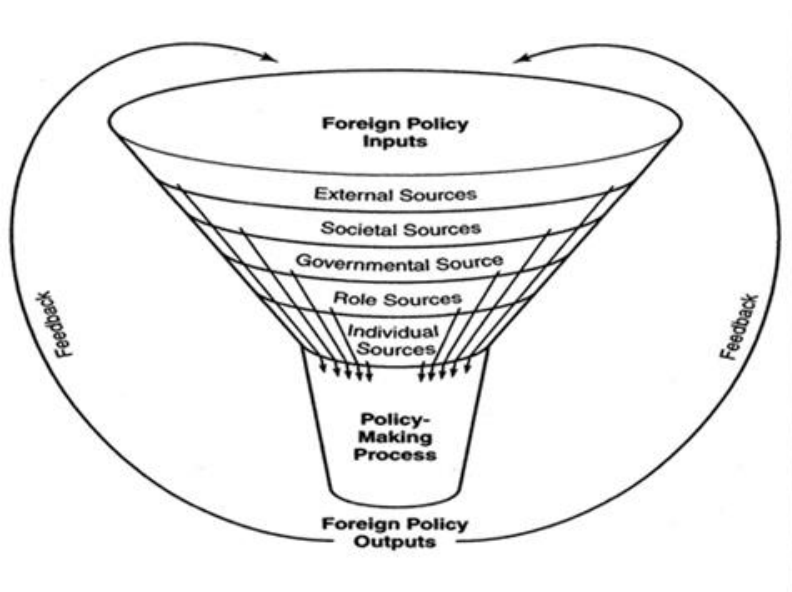 Foreign Policy
Inputs
External Sources
Societal Sources
Governmental Source
Role Sources
Individual
Sources
Feedback
Feedback
Policy-
Making
Process
Foreign Policy
Outputs